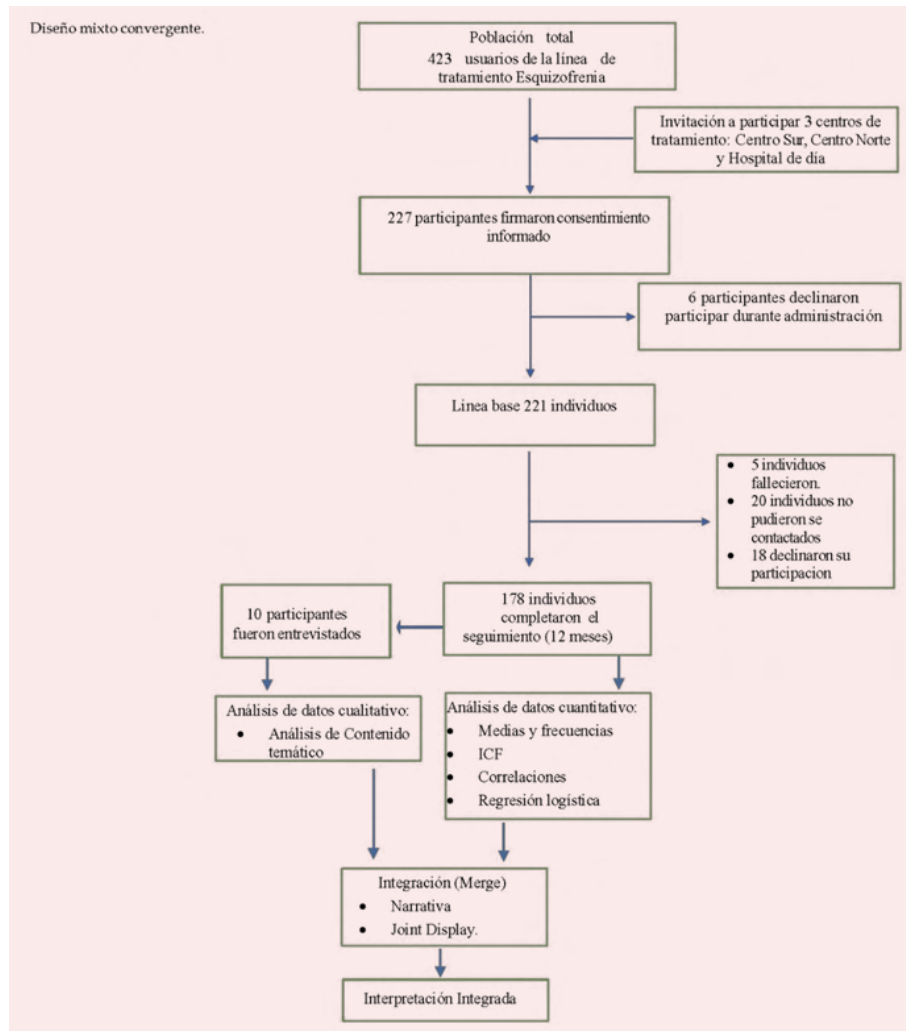 Diseño mixto convergente.
Población total
423 usuarios de la línea de
tratamiento Esquizofrenia
Invitación a participar 3 centros de
tratamiento: Centro Sur, Centro Norte
y Hospital de día
227 participantes firmaron consentimiento
informado
6 participantes declinaron
participar durante administración
Linea base 221 individuos
• 5 individuos
fallecieron.
• 20 individuos no
pudieron se
contactados
• 18 declinaron su
participacion
10 participantes
fueron entrevistados
178 individuos
completaron el
seguimiento (12 meses)
Análisis de datos cualitativo:
• Análisis de Contenido
temático
Análisis de datos cuantitativo:
• Medias y frecuencias
• ICF
• Correlaciones
• Regresión logística
Integración (Merge)
• Narrativa
• Joint Display.
Interpretación Integrada